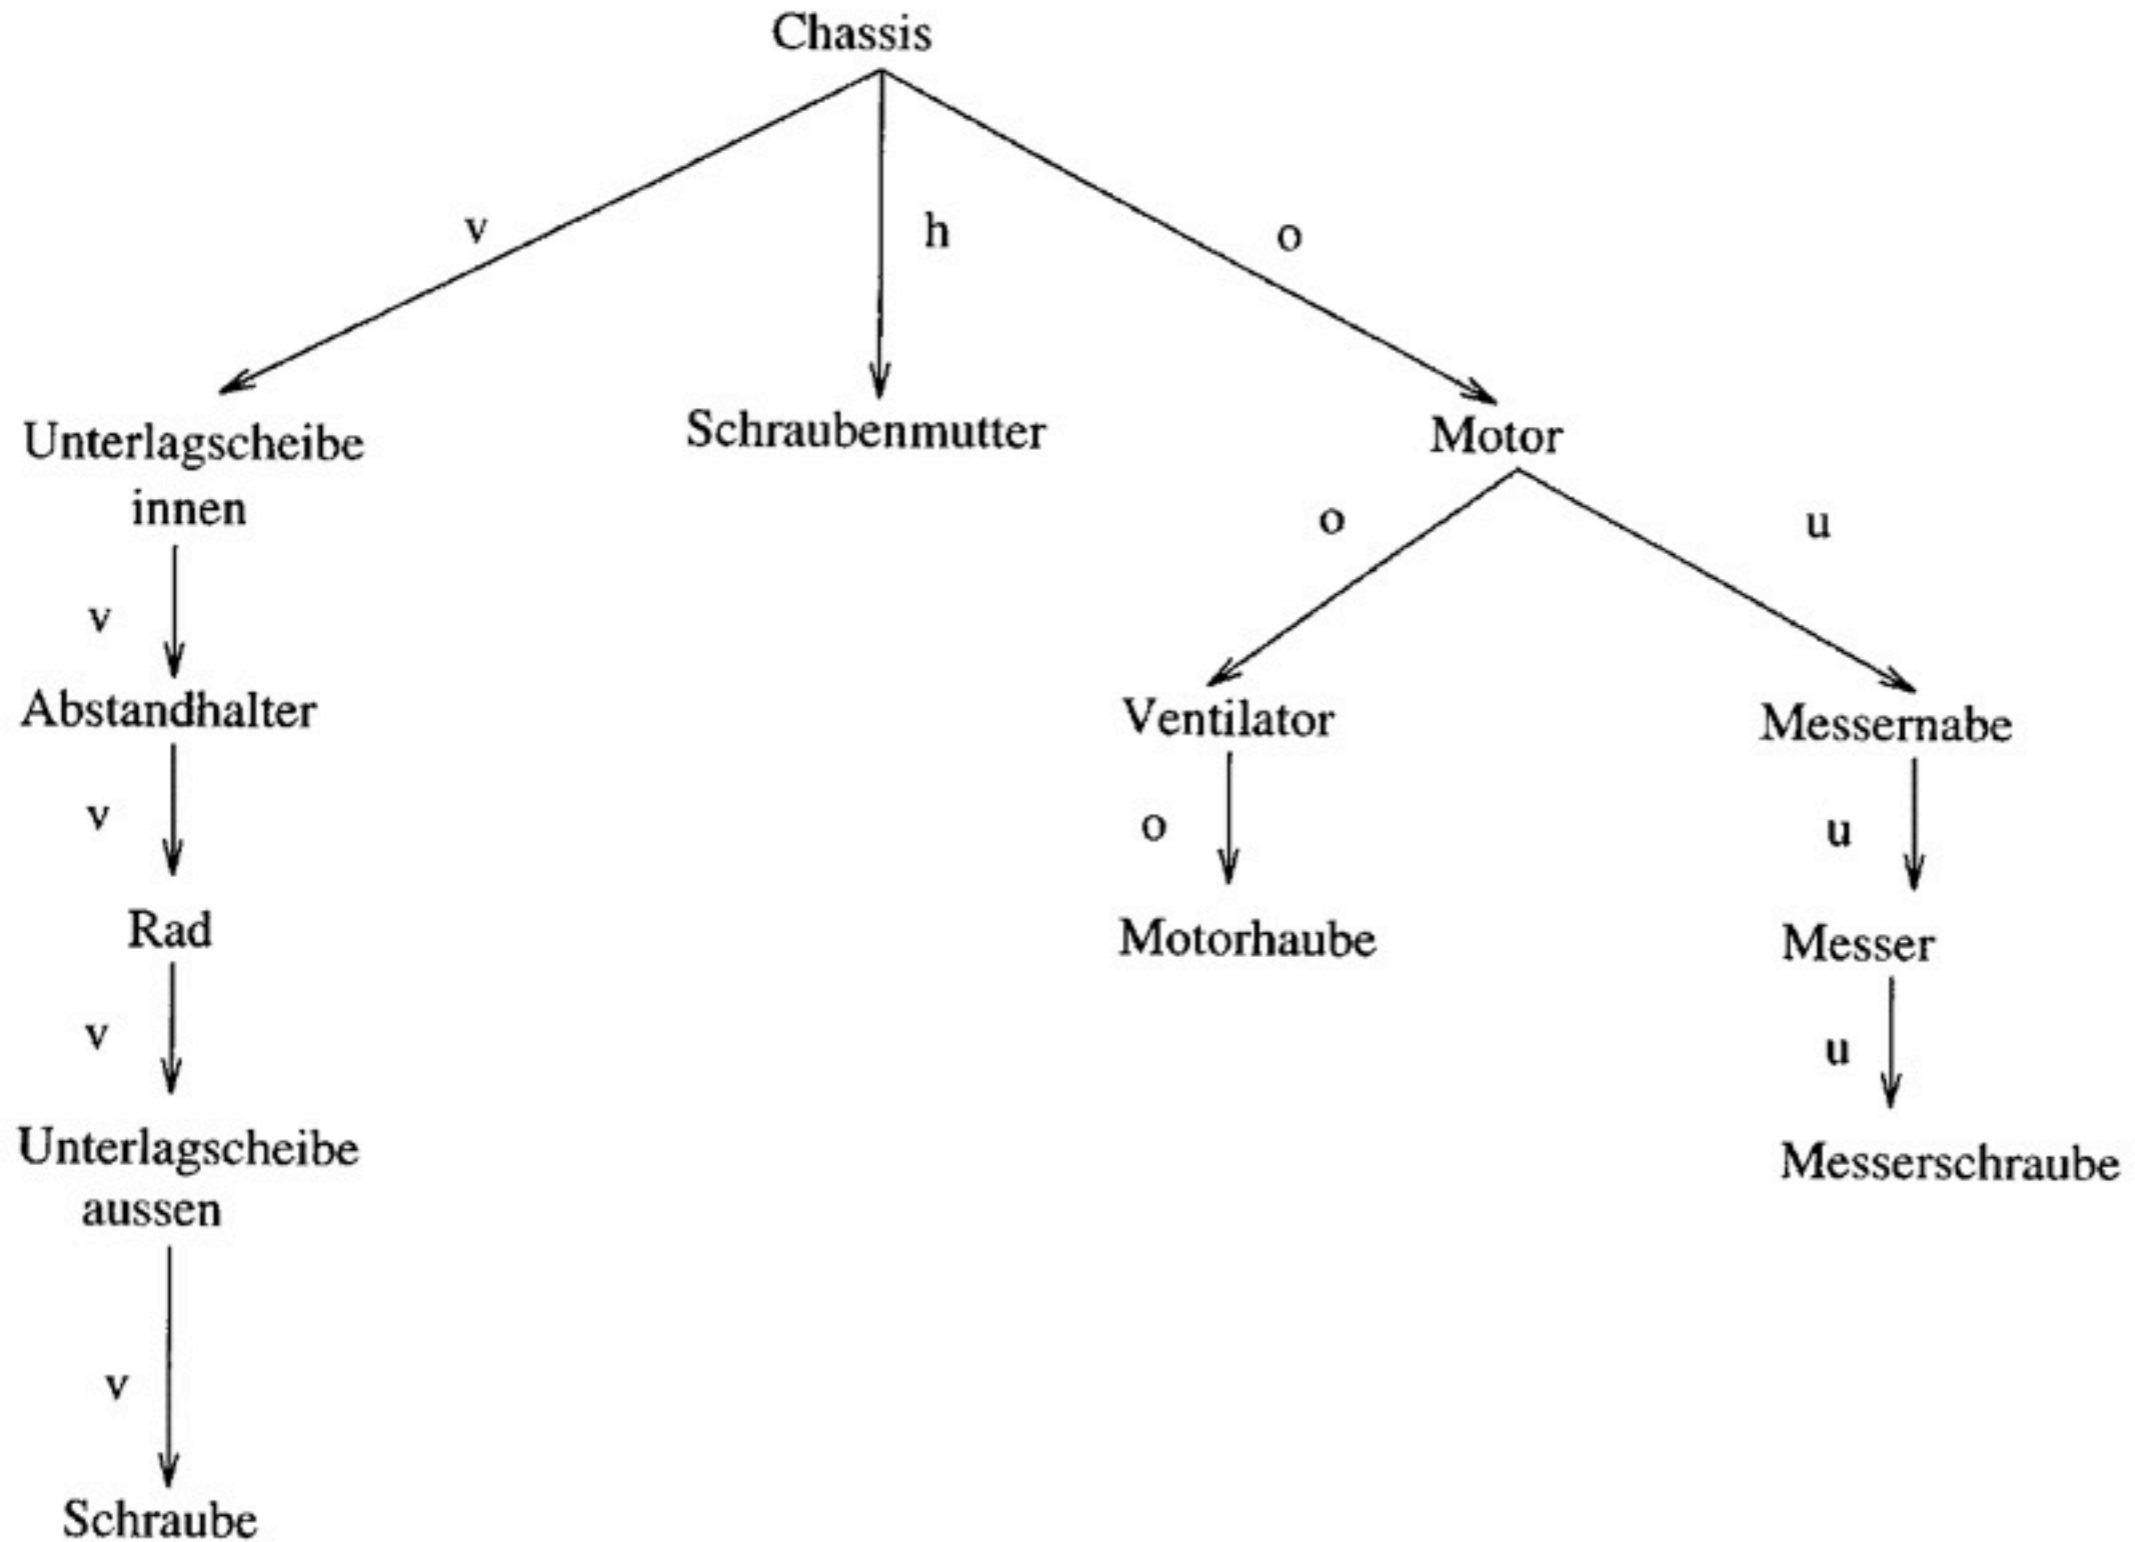 Chassis
v
h
o
Unterlagscheibe
innen
Schraubenmutter
Motor
o
u
v
Abstandhalter
Ventilator
Messernabe
v
o
u
Rad
Motorhaube
Messer
v
u
Unterlagscheibe
aussen
Messerschraube
v
Schraube